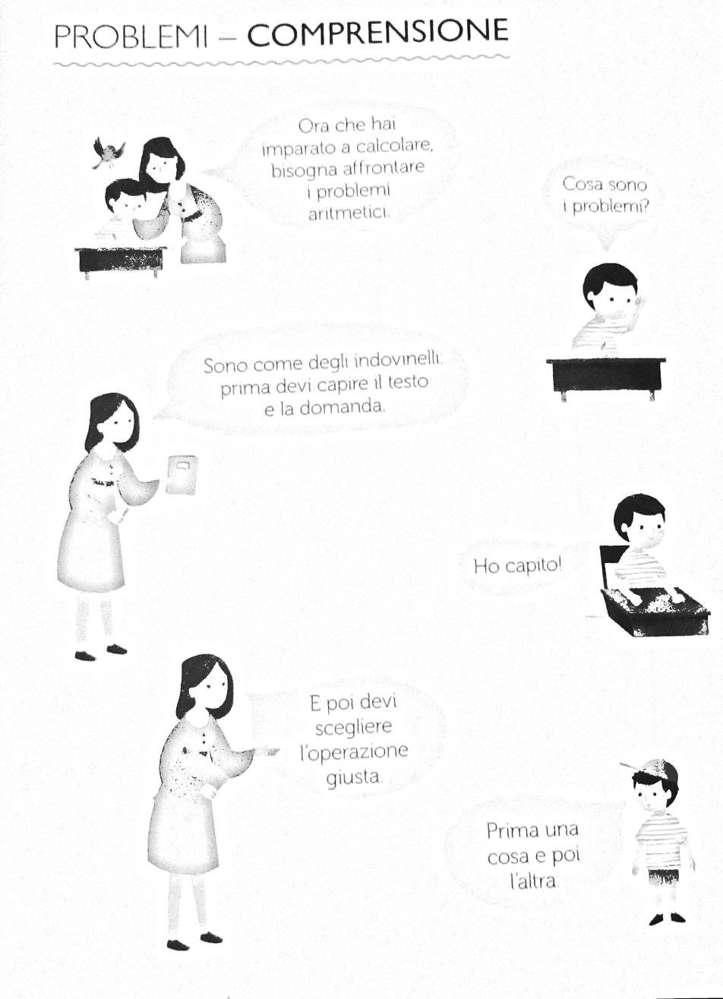 PROBLEMI – COMPRENSIONE
Ora che hai
imparato a calcolare,
bisogna affrontare
i problemi
aritmetici.
Cosa sono
i problemi?
Sono come degli indovinelli:
prima devi capire il testo
e la domanda.
Ho capito!
E poi devi
scegliere
l'operazione
giusta.
Prima una
cosa e poi
l'altra.